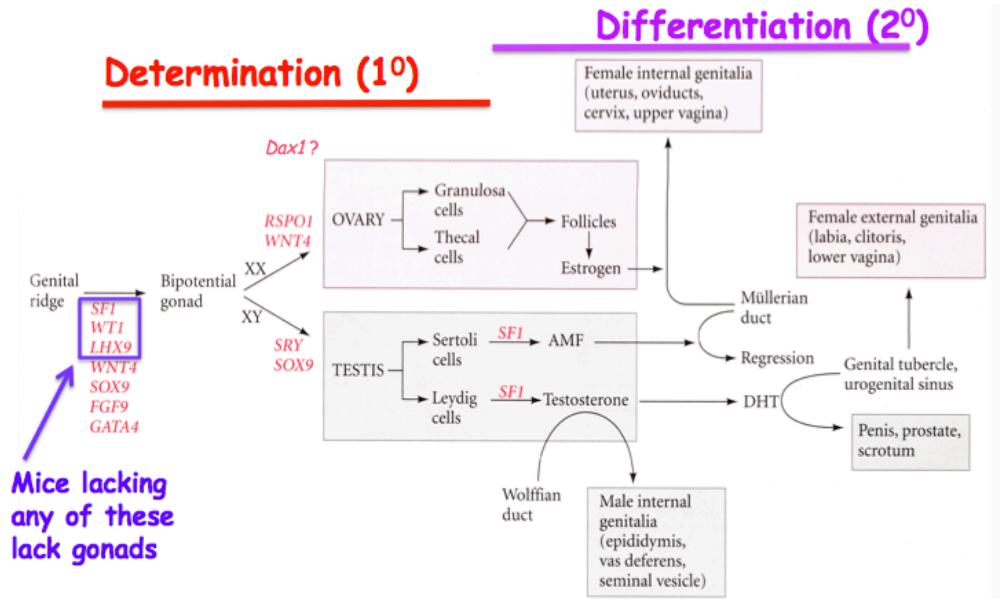 Differentiation (2⁰)
Determination (1⁰)
Female internal genitalia
(uterus, oviducts,
cervix, upper vagina)
Dax1?
RSPO1
WNT4
OVARY
Granulosa
cells
Thecal
cells
Follicles
Estrogen
Female external genitalia
(labia, clitoris,
lower vagina)
Genital
ridge
SF1
WT1
LHX9
WNT4
SOX9
FGF9
GATA4
Bipotential
gonad
XX
XY
SRY
SOX9
TESTIS
Sertoli
cells
SF1
AMF
Leydig
cells
SF1
Testosterone
Müllerian
duct
Regression
DHT
Genital tubercle,
urogenital sinus
Penis, prostate,
scrotum
Wolffian
duct
Male internal
genitalia
(epididymis,
vas deferens,
seminal vesicle)
Mice lacking
any of these
lack gonads